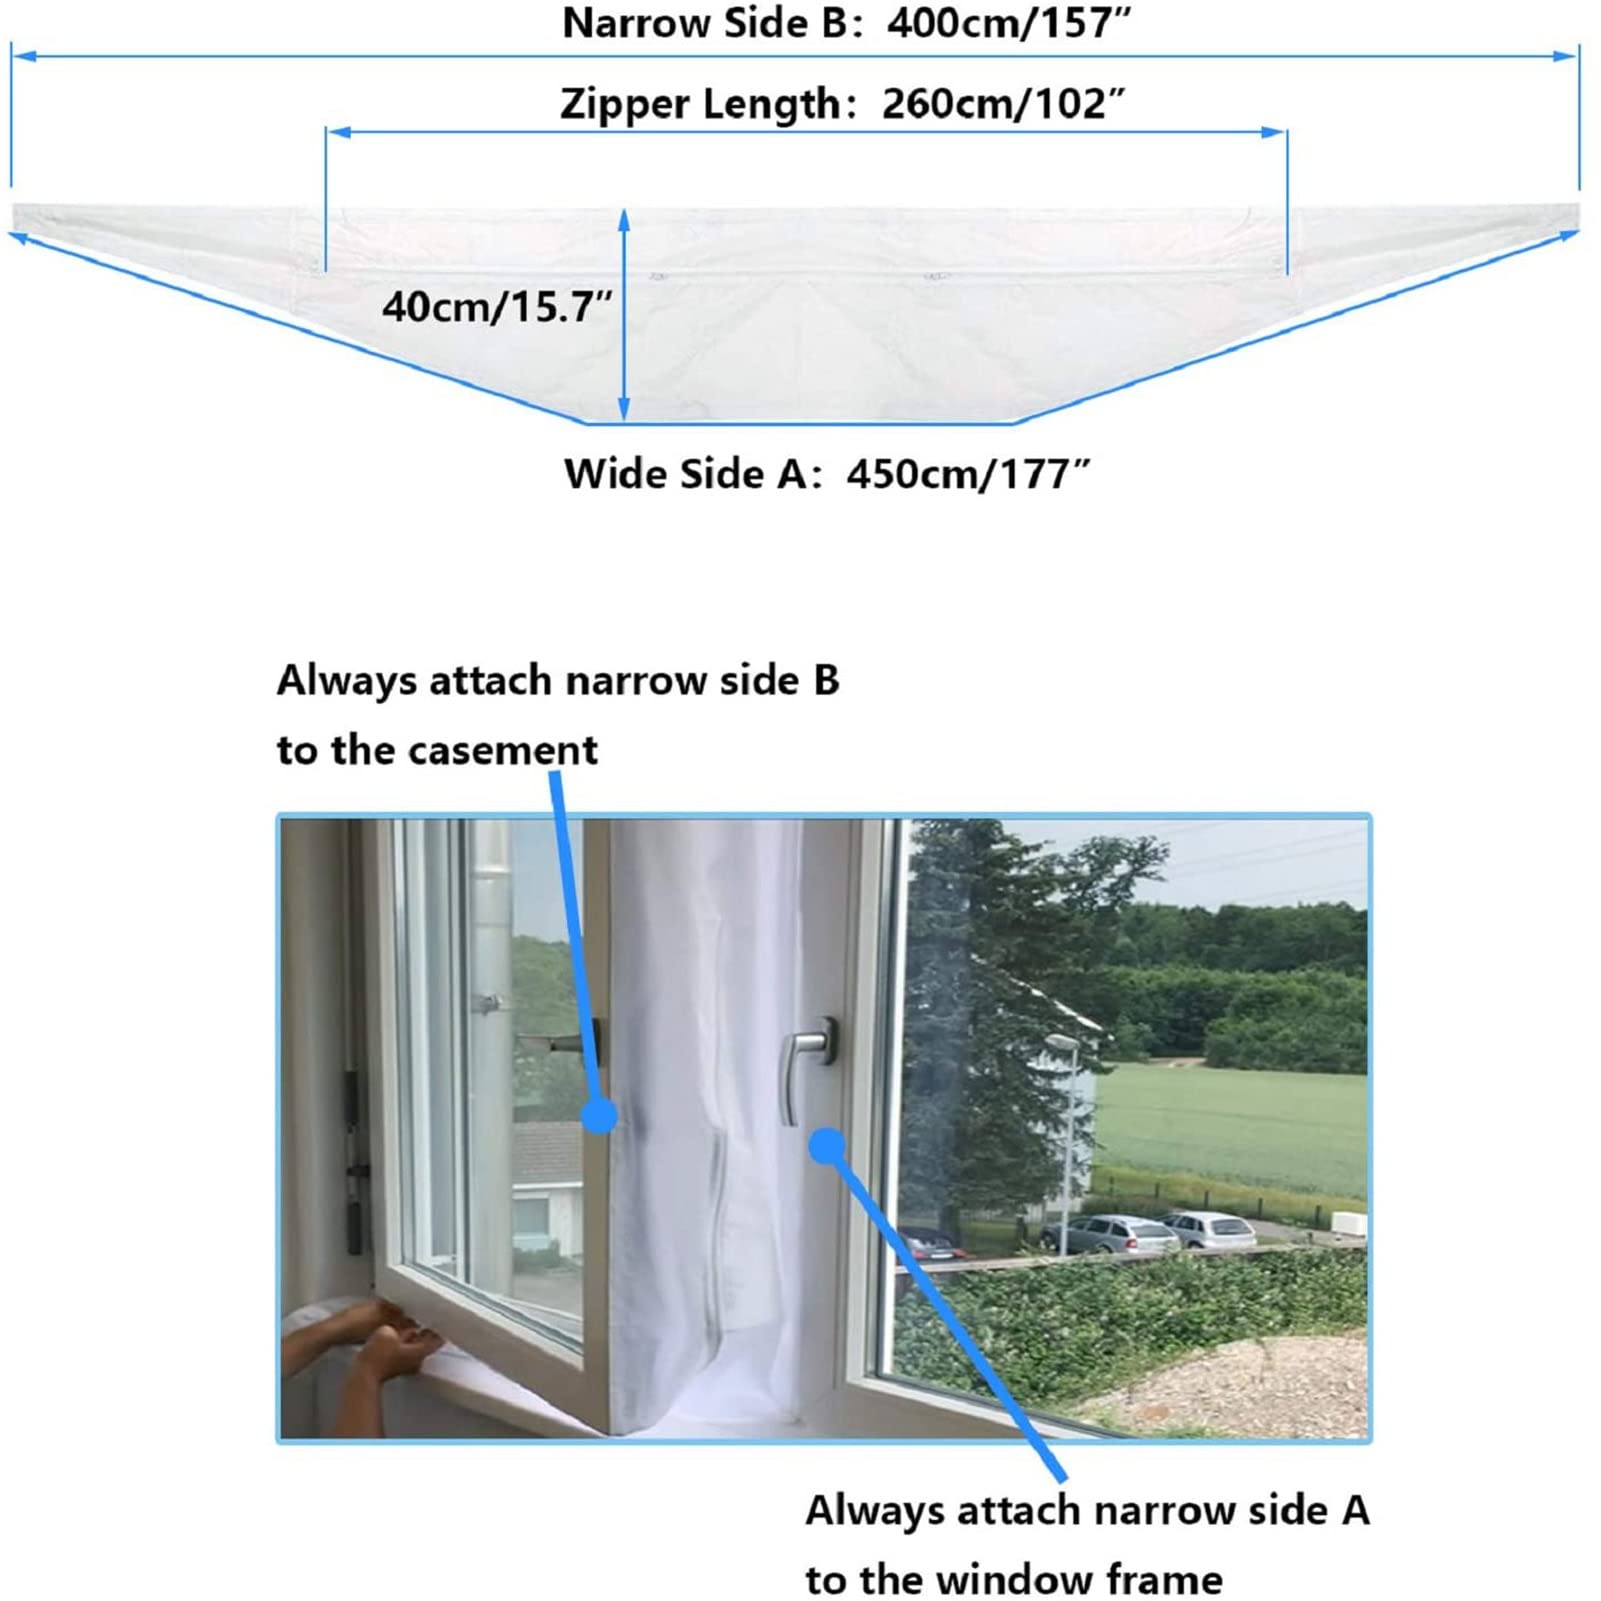 Narrow Side B: 400cm/157″
Zipper Length: 260cm/102″
40cm/15.7″
Wide Side A: 450cm/177″
Always attach narrow side B
to the casement
Always attach narrow side A
to the window frame